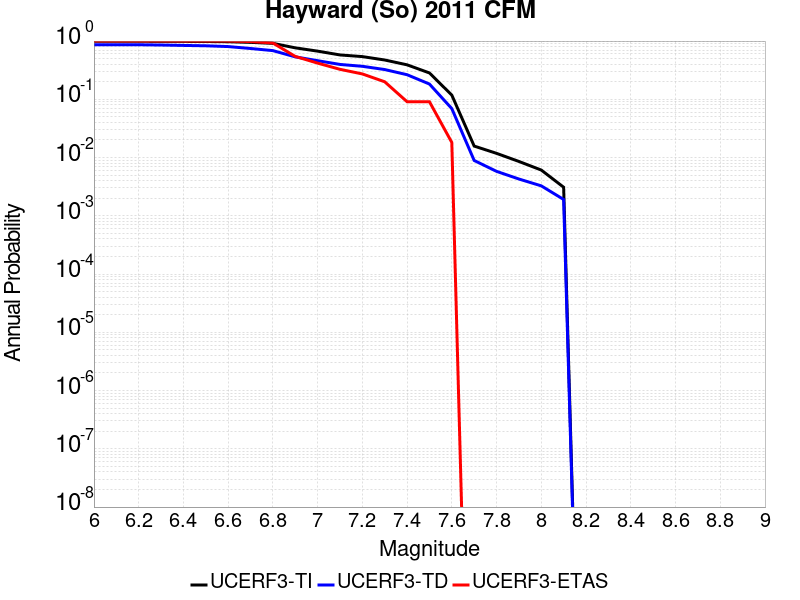 Hayward (So) 2011 CFM
Annual Probability
10^0
10^-1
10^-2
10^-3
10^-4
10^-5
10^-6
10^-7
10^-8
6 6.2 6.4 6.6 6.8 7 7.2 7.4 7.6 7.8 8 8.2 8.4 8.6 8.8 9
Magnitude
UCERF3-TI UCERF3-TD UCERF3-ETAS